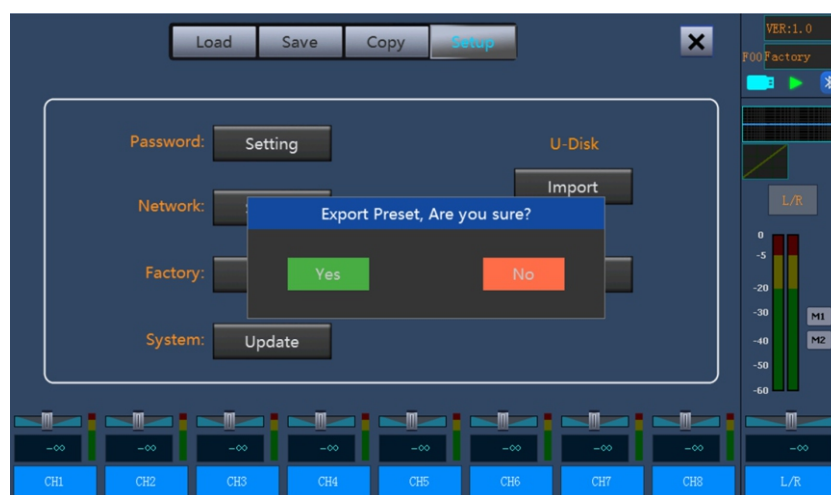 Load Save Copy Setup
VER:1.0
F00 Factory
Password: Setting
U-Disk
Import
Network:
Export Preset, Are you sure?
Yes No
Factory:
System: Update
L/R
0
-5
-20
-30
M1
-40
M2
-50
-60
-∞ -∞ -∞ -∞ -∞ -∞ -∞ -∞ -∞
CH1 CH2 CH3 CH4 CH5 CH6 CH7 CH8 L/R